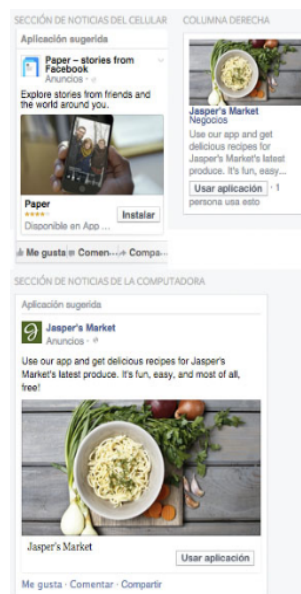 SECCIÓN DE NOTICIAS DEL CELULAR
Aplicación sugerida
Paper – stories from
Facebook
Anuncios ·
Explore stories from friends and
the world around you.
Paper
Instalar
Disponible en App ...
Me gusta Comen... Compa...
COLUMNA DERECHA
Jasper's Market
Negocios
Use our app and get
delicious recipes for
Jasper's Market's latest
produce. It's fun, easy...
Usar aplicación · 1
persona usa esto
SECCIÓN DE NOTICIAS DE LA COMPUTADORA
Aplicación sugerida
Jasper's Market
Anuncios ·
Use our app and get delicious recipes for Jasper's
Market's latest produce. It's fun, easy, and most of all,
free!
Jasper's Market
Usar aplicación
Me gusta · Comentar · Compartir